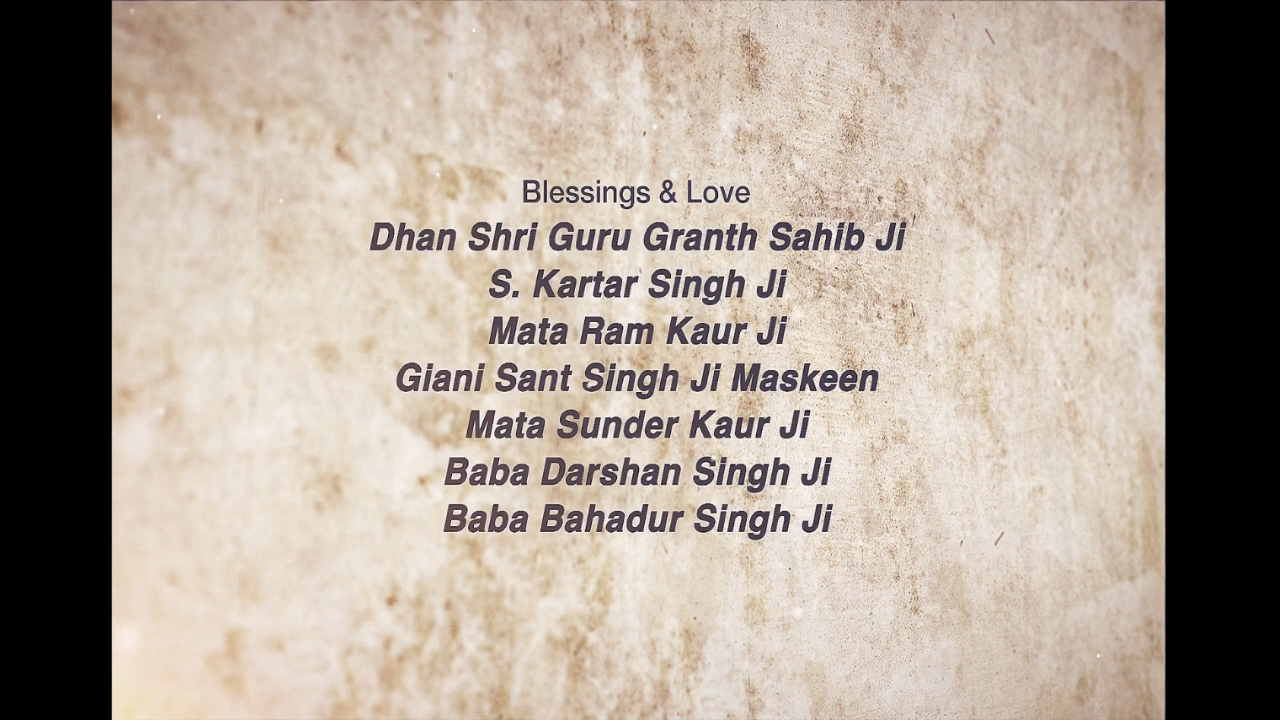 Blessings & Love
Dhan Shri Guru Granth Sahib Ji
S. Kartar Singh Ji
Mata Ram Kaur Ji
Giani Sant Singh Ji Maskeen
Mata Sunder Kaur Ji
Baba Darshan Singh Ji
Baba Bahadur Singh Ji